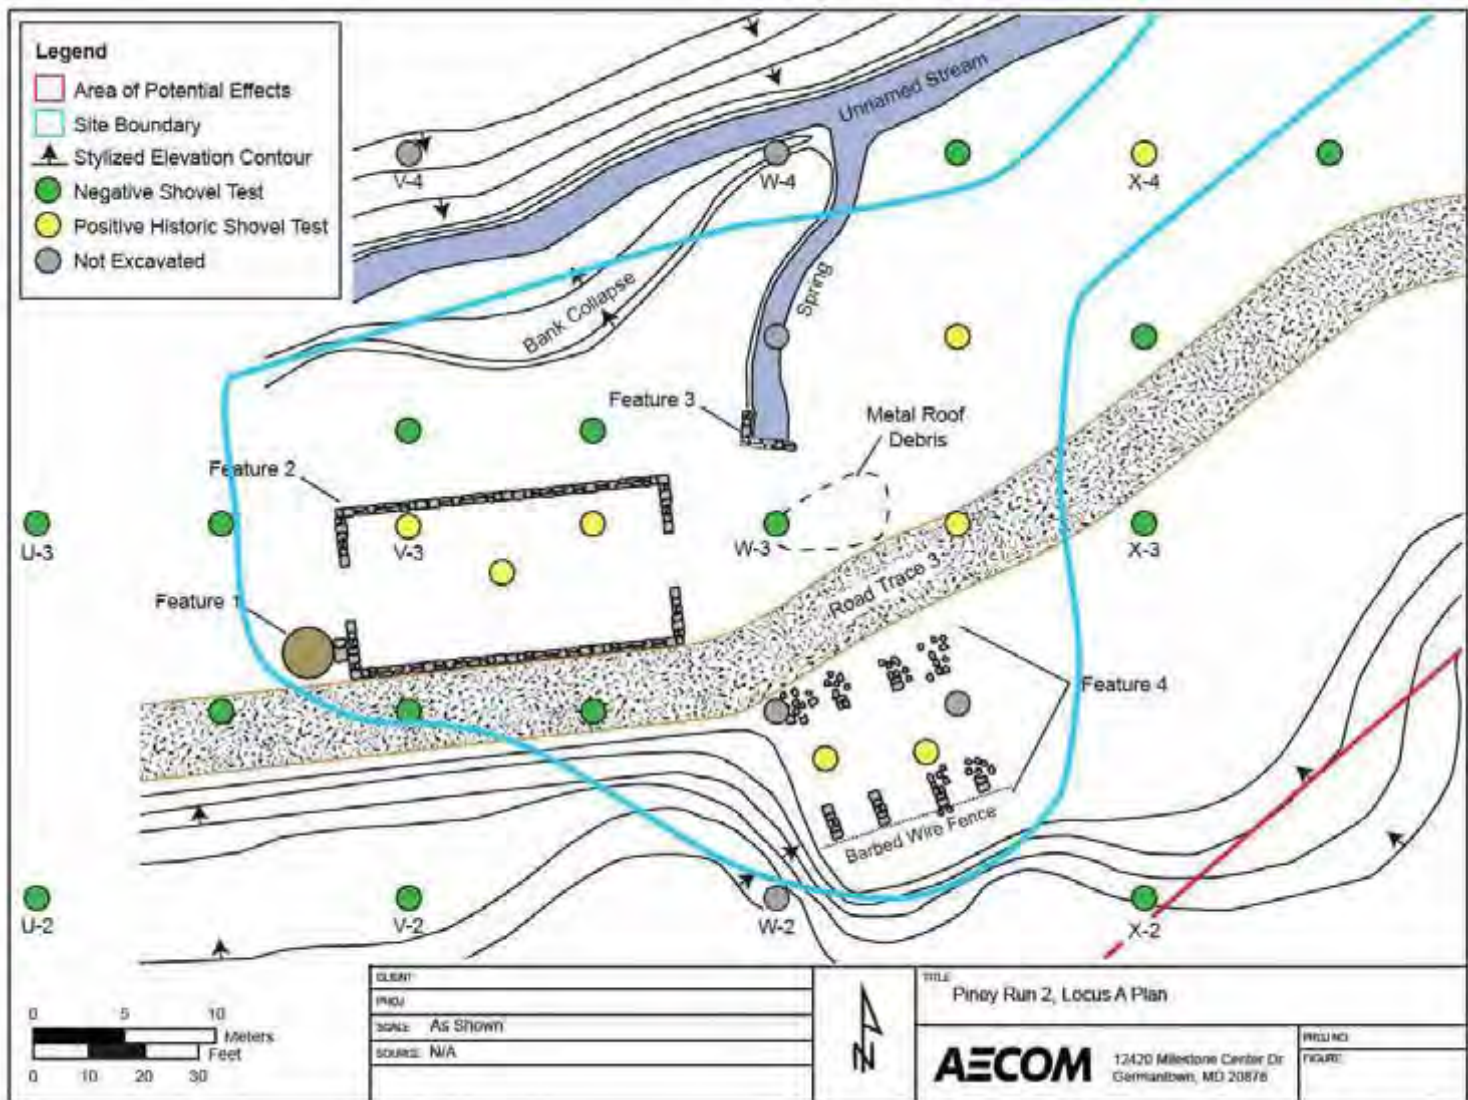 Legend
Area of Potential Effects
Site Boundary
Stylized Elevation Contour
Negative Shovel Test
Positive Historic Shovel Test
Not Excavated
Unnamed Stream
V-4
W-4
X-4
Bank Collapse
Spring
Feature 3
Metal Roof
Debris
Feature 2
U-3
V-3
W-3
X-3
Feature 1
Road Trace 3
Feature 4
Barbed Wire Fence
U-2
V-2
W-2
X-2
0 5 10
Meters
Feet
0 10 20 30
CLIENT
PROJ
SCALE As Shown
SOURCE N/A
N
TITLE
Piney Run 2, Locus A Plan
AECOM
12420 Milestone Center Dr
Germantown, MD 20876
PROJ NO
FIGURE